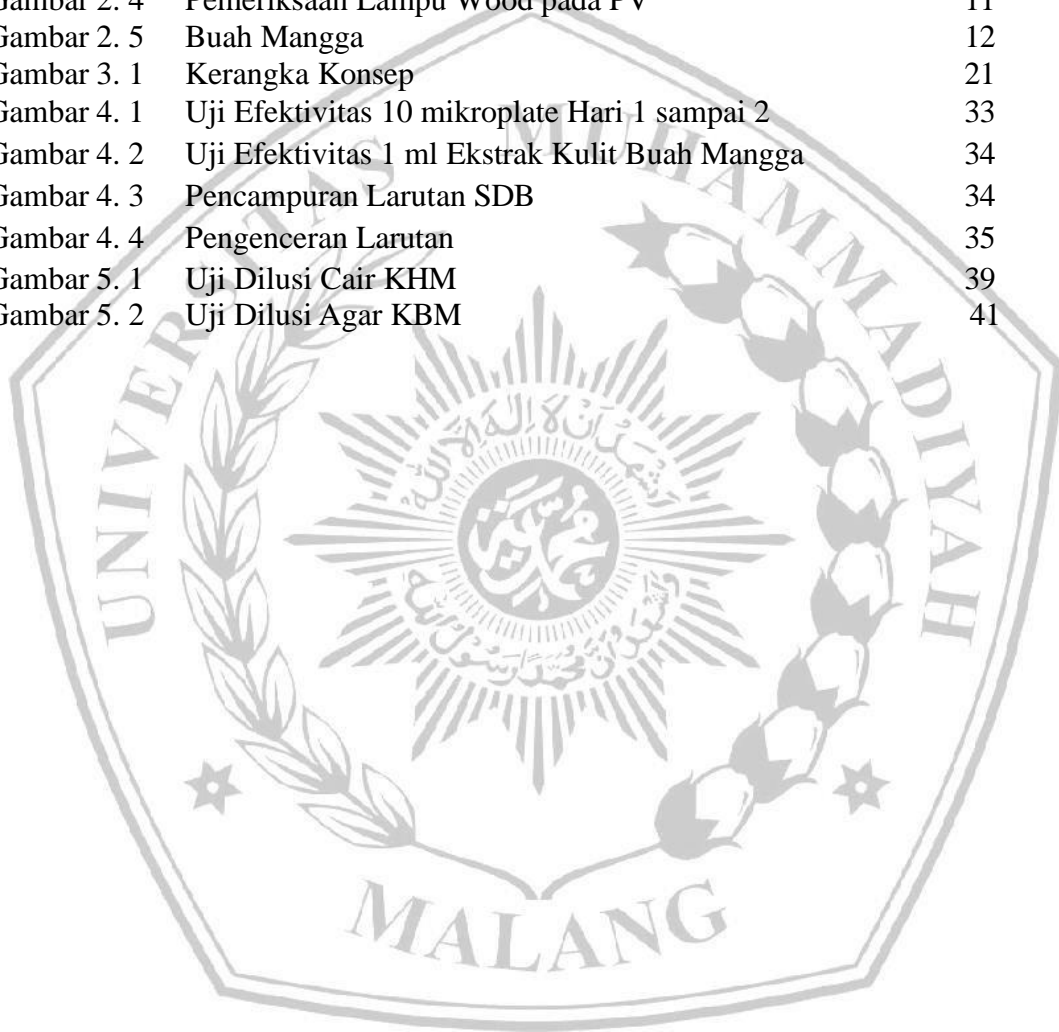 Gambar 2. 4 Pemeriksaan Lampu Wood pada PV 11
Gambar 2. 5 Buah Mangga 12
Gambar 3. 1 Kerangka Konsep 21
Gambar 4. 1 Uji Efektivitas 10 mikroplate Hari 1 sampai 2 33
Gambar 4. 2 Uji Efektivitas 1 ml Ekstrak Kulit Buah Mangga 34
Gambar 4. 3 Pencampuran Larutan SDB 34
Gambar 4. 4 Pengenceran Larutan 35
Gambar 5. 1 Uji Dilusi Cair KHM 39
Gambar 5. 2 Uji Dilusi Agar KBM 41
UNIVERSITAS MUHAMMADIYAH
MALANG